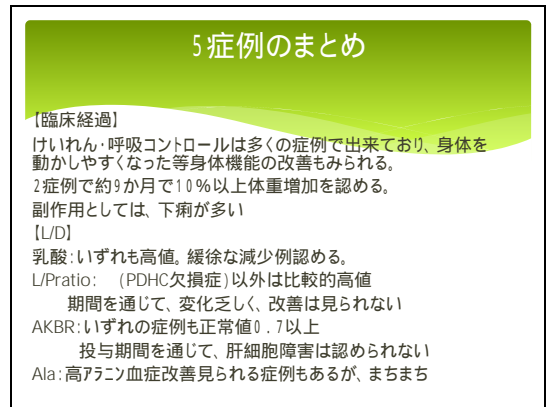 5症例のまとめ
【臨床経過】
けいれん･呼吸コントロールは多くの症例で出来ており、身体を
動かしやすくなった等身体機能の改善もみられる。
2症例で約9か月で10%以上体重増加を認める。
副作用としては、下痢が多い
【L/D】
乳酸:いずれも高値。緩徐な減少例認める。
L/Pratio: (PDHC欠損症)以外は比較的高値
期間を通じて、変化乏しく、改善は見られない
AKBR:いずれの症例も正常値0.7以上
投与期間を通じて、肝細胞障害は認められない
Ala:高アラニン血症改善見られる症例もあるが、まちまち